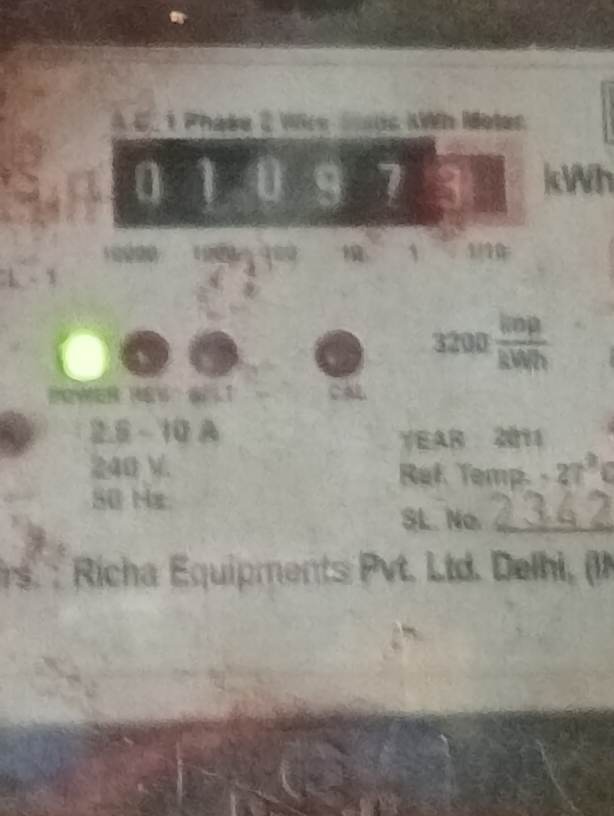 A.C. 1 Phase 2 Wire Static kWh Meter
0 1 0 9 7 3 kWh
10000 1000 100 10 1 1/10
CL - 1
3200 imp/kWh
POWER REV CAL
2.5 - 10 A
240 V.
50 Hz.
YEAR 2011
Ref. Temp. - 27°C
SL. No. 2342
rs. : Richa Equipments Pvt. Ltd. Delhi, (IN